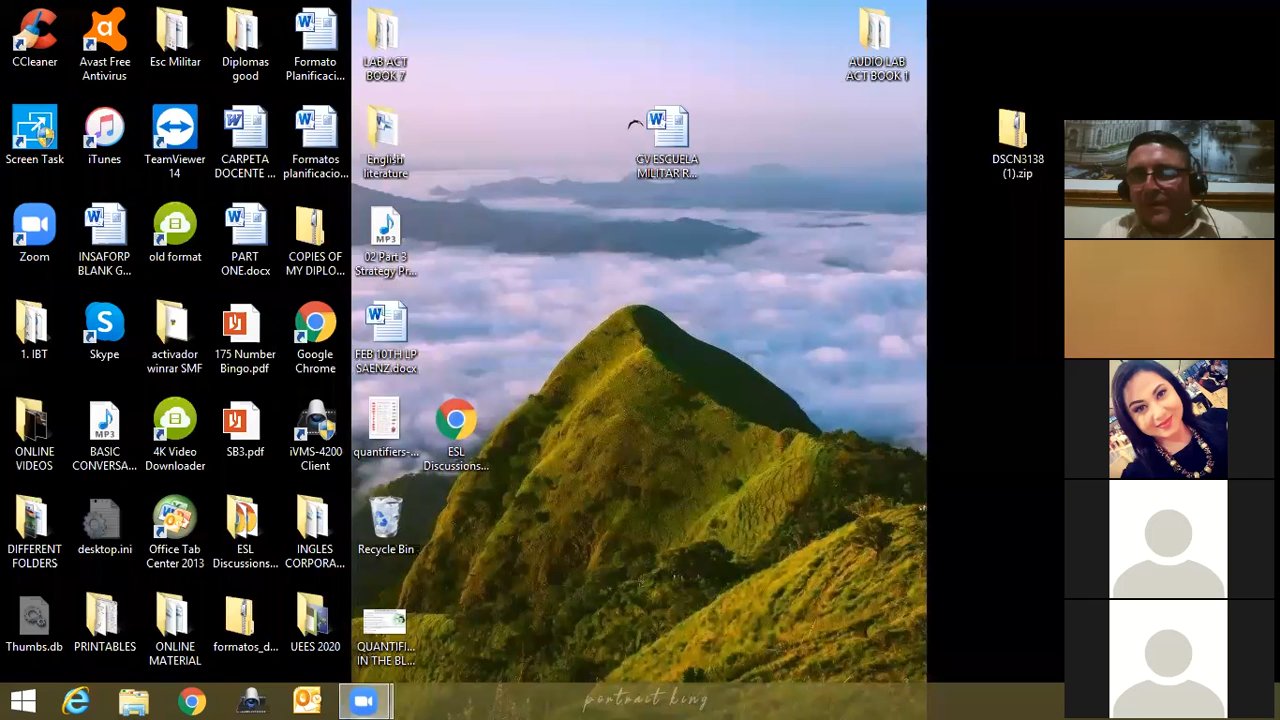 CCleaner
Avast Free
Antivirus
Esc Militar
Diplomas
good
Formato
Planificaci...
LAB ACT
BOOK 7
AUDIO LAB
ACT BOOK 1
Screen Task
iTunes
TeamViewer
14
CARPETA
DOCENTE ...
Formatos
planificacio...
English
literature
CV ESCUELA
MILITAR R...
DSCN3138
(1).zip
Zoom
INSAFORP
BLANK G...
old format
PART
ONE.docx
COPIES OF
MY DIPLO...
MP3
02 Part 3
Strategy Pr...
1. IBT
Skype
activador
winrar SMF
175 Number
Bingo.pdf
Google
Chrome
FEB 10TH LP
SAENZ.docx
ONLINE
VIDEOS
MP3
BASIC
CONVERSA...
4K Video
Downloader
SB3.pdf
iVMS-4200
Client
quantifiers-...
ESL
Discussions...
DIFFERENT
FOLDERS
desktop.ini
Office Tab
Center 2013
ESL
Discussions...
INGLES
CORPORA...
Recycle Bin
Thumbs.db
PRINTABLES
ONLINE
MATERIAL
formatos_d...
UEES 2020
QUANTIFI...
IN THE BL...
portrait king